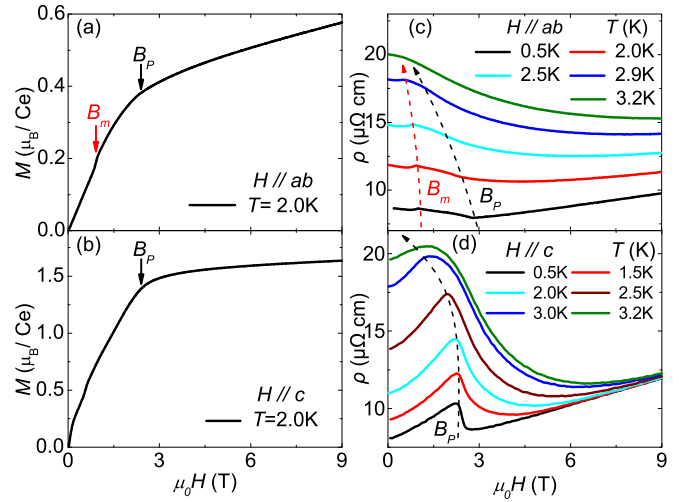 (a)
B_P
B_m
H // ab
T= 2.0K
M (μ_B/ Ce)
0.6
0.4
0.2
0.0
(b)
B_P
H // c
T=2.0K
M (μ_B/ Ce)
1.5
1.0
0.5
0.0
0 3 6 9
μ_0H (T)
(c)
H // ab T (K)
0.5K 2.0K
2.5K 2.9K
3.2K
B_m
B_P
ρ (μΩ cm)
20
15
10
(d)
H // c T (K)
0.5K 1.5K
2.0K 2.5K
3.0K 3.2K
B_P
ρ (μΩ cm)
20
15
10
0 3 6 9
μ_0H (T)